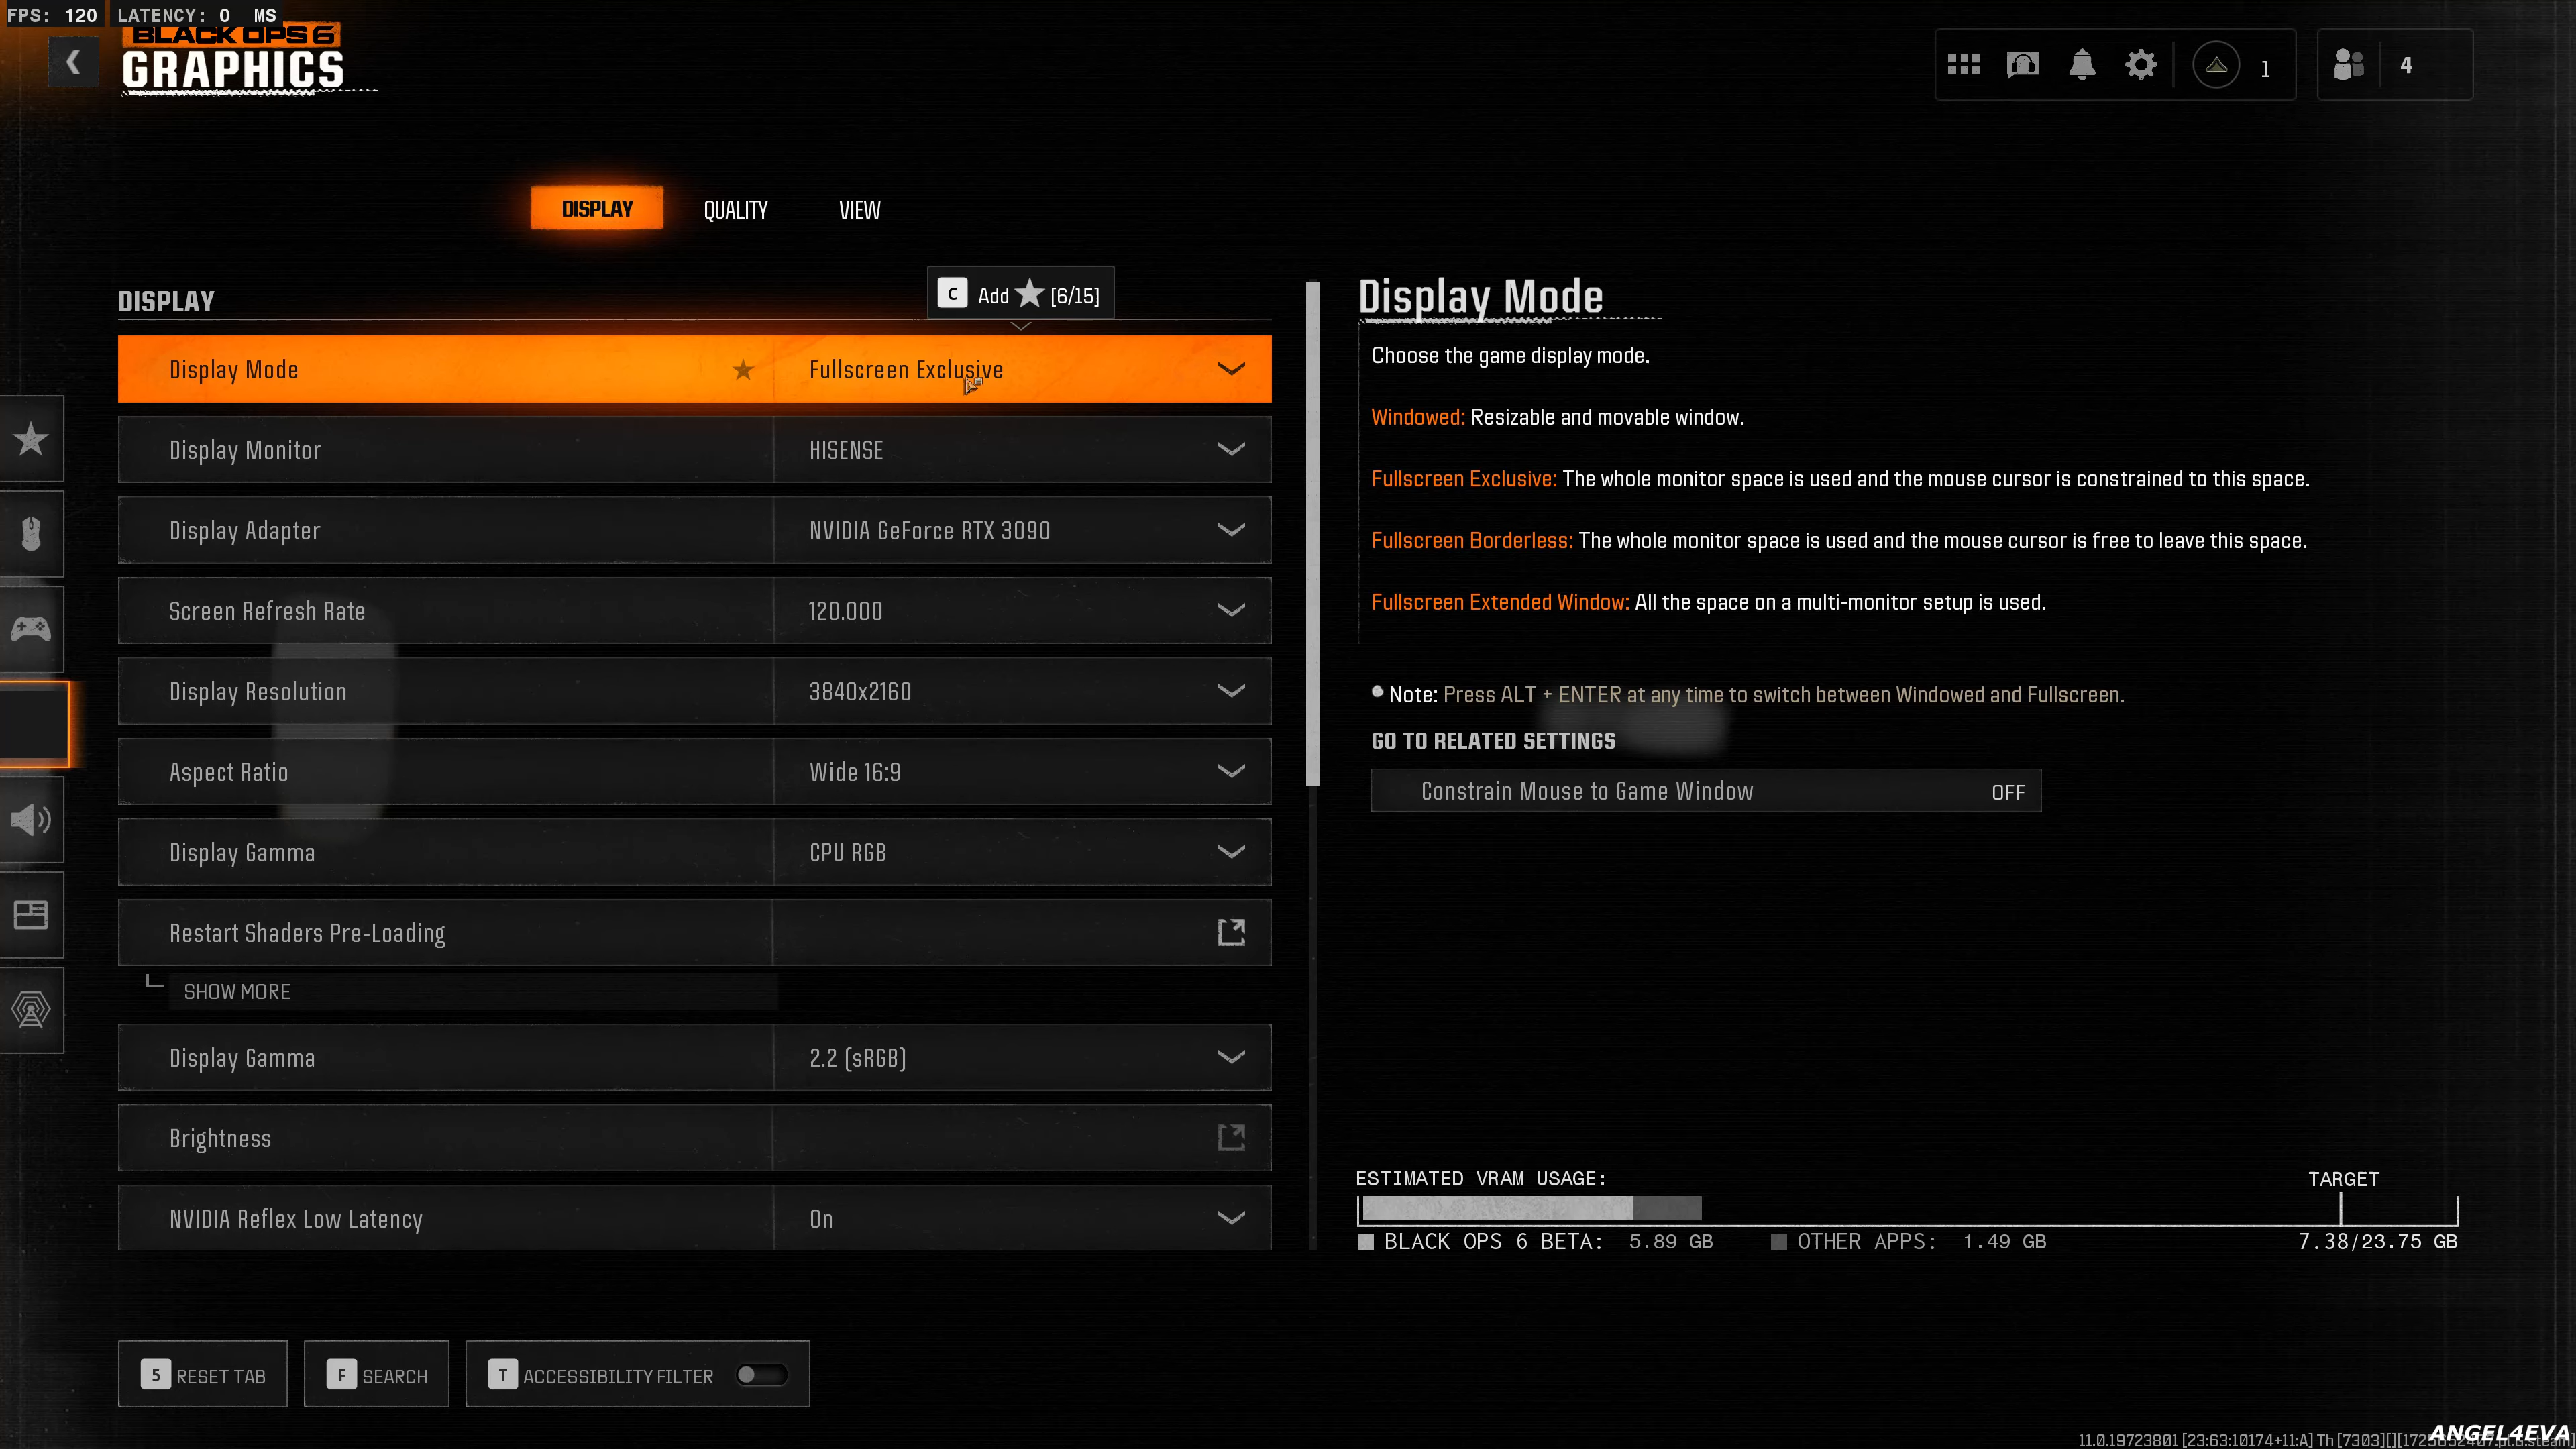 FPS: 120 LATENCY: 0 MS
BLACK OPS 6
GRAPHICS
1
4
DISPLAY
QUALITY
VIEW
DISPLAY
C Add [6/15]
Display Mode Fullscreen Exclusive
Display Monitor HISENSE
Display Adapter NVIDIA GeForce RTX 3090
Screen Refresh Rate 120.000
Display Resolution 3840x2160
Aspect Ratio Wide 16:9
Display Gamma CPU RGB
Restart Shaders Pre-Loading
SHOW MORE
Display Gamma 2.2 (sRGB)
Brightness
NVIDIA Reflex Low Latency On
Display Mode
Choose the game display mode.
Windowed: Resizable and movable window.
Fullscreen Exclusive: The whole monitor space is used and the mouse cursor is constrained to this space.
Fullscreen Borderless: The whole monitor space is used and the mouse cursor is free to leave this space.
Fullscreen Extended Window: All the space on a multi-monitor setup is used.
Note: Press ALT + ENTER at any time to switch between Windowed and Fullscreen.
GO TO RELATED SETTINGS
Constrain Mouse to Game Window OFF
ESTIMATED VRAM USAGE:
TARGET
BLACK OPS 6 BETA: 5.89 GB OTHER APPS: 1.49 GB 7.38/23.75 GB
5 RESET TAB
F SEARCH
T ACCESSIBILITY FILTER
ANGEL4EVA
11.0.19723801 [23:63:10174+11:A] Th [7303][]